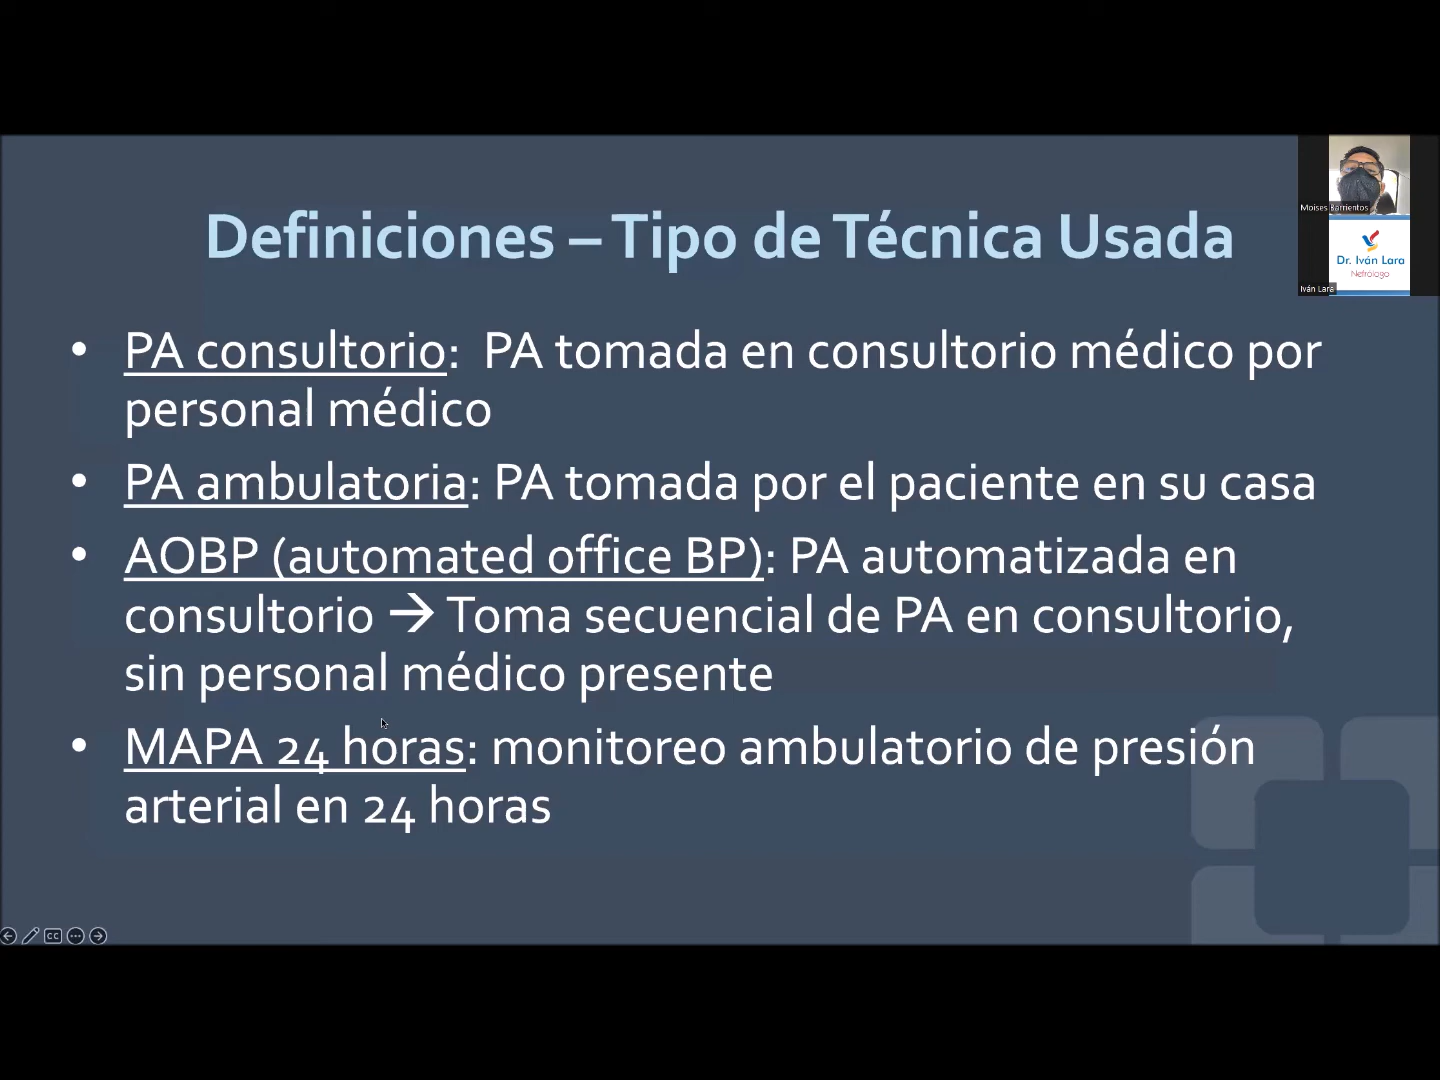 Definiciones – Tipo de Técnica Usada
Moises Barrientos
Dr. Iván Lara
Nefrólogo
Iván Lara
• PA consultorio: PA tomada en consultorio médico por
personal médico
• PA ambulatoria: PA tomada por el paciente en su casa
• AOBP (automated office BP): PA automatizada en
consultorio → Toma secuencial de PA en consultorio,
sin personal médico presente
• MAPA 24 horas: monitoreo ambulatorio de presión
arterial en 24 horas
CC